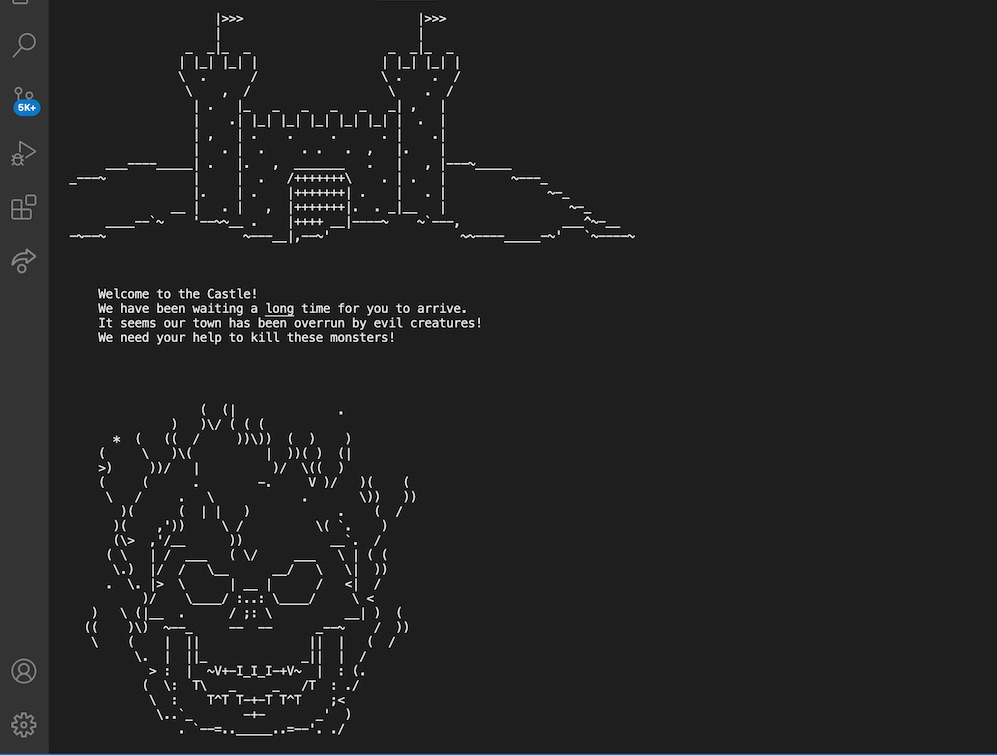 5K+
Welcome to the Castle!
We have been waiting a long time for you to arrive.
It seems our town has been overrun by evil creatures!
We need your help to kill these monsters!